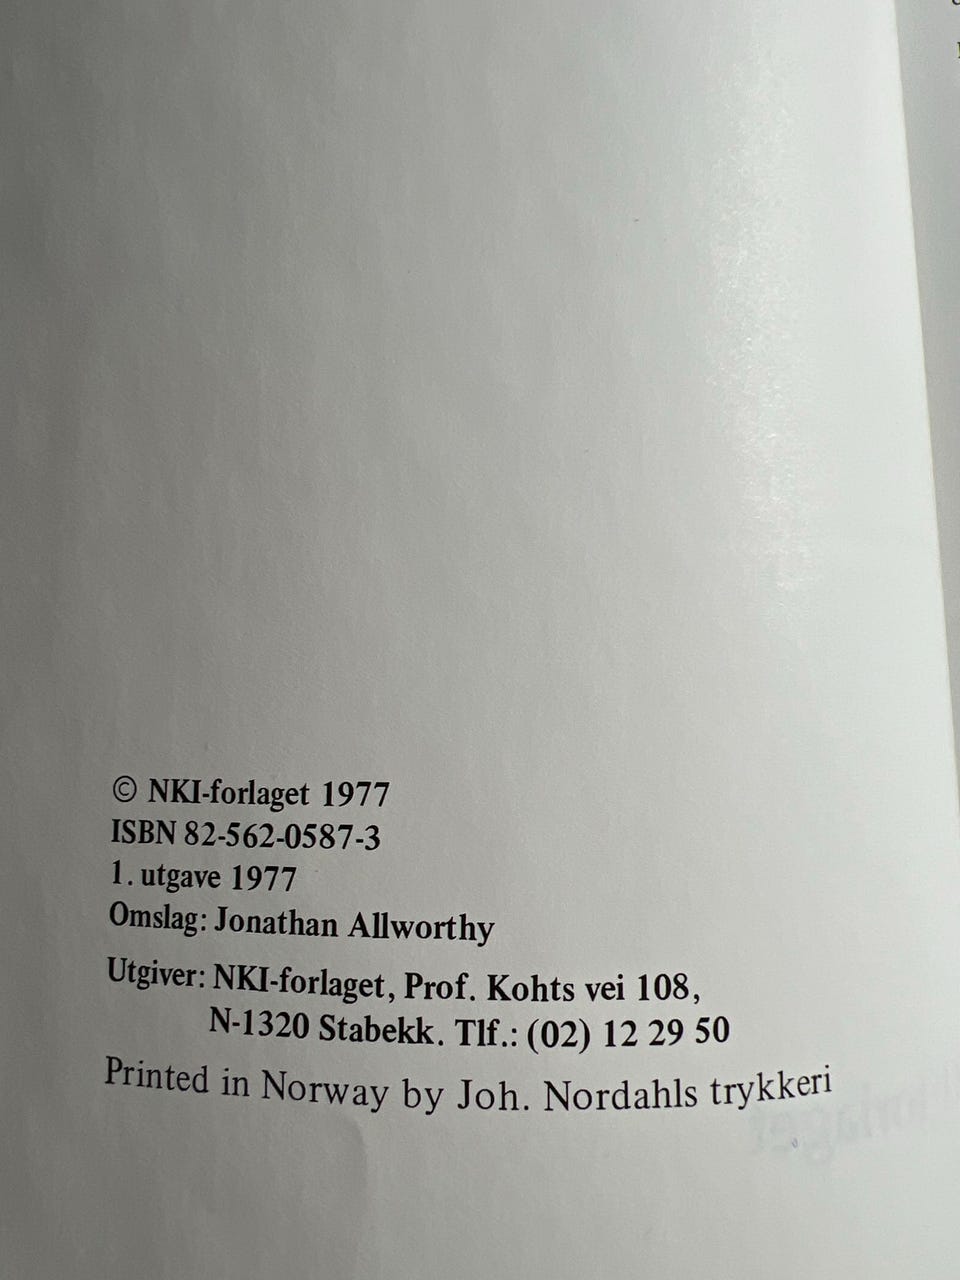 © NKI-forlaget 1977
ISBN 82-562-0587-3
1. utgave 1977
Omslag: Jonathan Allworthy
Utgiver: NKI-forlaget, Prof. Kohts vei 108,
N-1320 Stabekk. Tlf.: (02) 12 29 50
Printed in Norway by Joh. Nordahls trykkeri